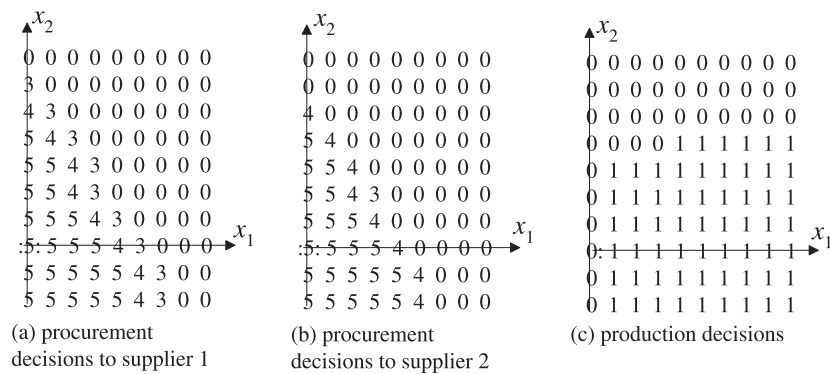 x2
0 0 0 0 0 0 0 0 0
3 0 0 0 0 0 0 0 0
4 3 0 0 0 0 0 0 0
5 4 3 0 0 0 0 0 0
5 5 4 3 0 0 0 0 0
5 5 4 3 0 0 0 0 0
5 5 5 4 3 0 0 0 0
:5: 5 5 5 4 3 0 0 0
x1
5 5 5 5 5 4 3 0 0
5 5 5 5 5 4 3 0 0
(a) procurement
decisions to supplier 1
x2
0 0 0 0 0 0 0 0 0
0 0 0 0 0 0 0 0 0
4 0 0 0 0 0 0 0 0
5 4 0 0 0 0 0 0 0
5 5 4 0 0 0 0 0 0
5 5 4 3 0 0 0 0 0
5 5 5 4 0 0 0 0 0
:5: 5 5 5 4 0 0 0 0
x1
5 5 5 5 5 4 0 0 0
5 5 5 5 5 4 0 0 0
(b) procurement
decisions to supplier 2
x2
0 0 0 0 0 0 0 0 0 0
0 0 0 0 0 0 0 0 0 0
0 0 0 0 0 0 0 0 0 0
0 0 0 0 1 1 1 1 1 1
0 1 1 1 1 1 1 1 1 1
0 1 1 1 1 1 1 1 1 1
0 1 1 1 1 1 1 1 1 1
0: 1 1 1 1 1 1 1 1 1
x1
0 1 1 1 1 1 1 1 1 1
0 1 1 1 1 1 1 1 1 1
(c) production decisions